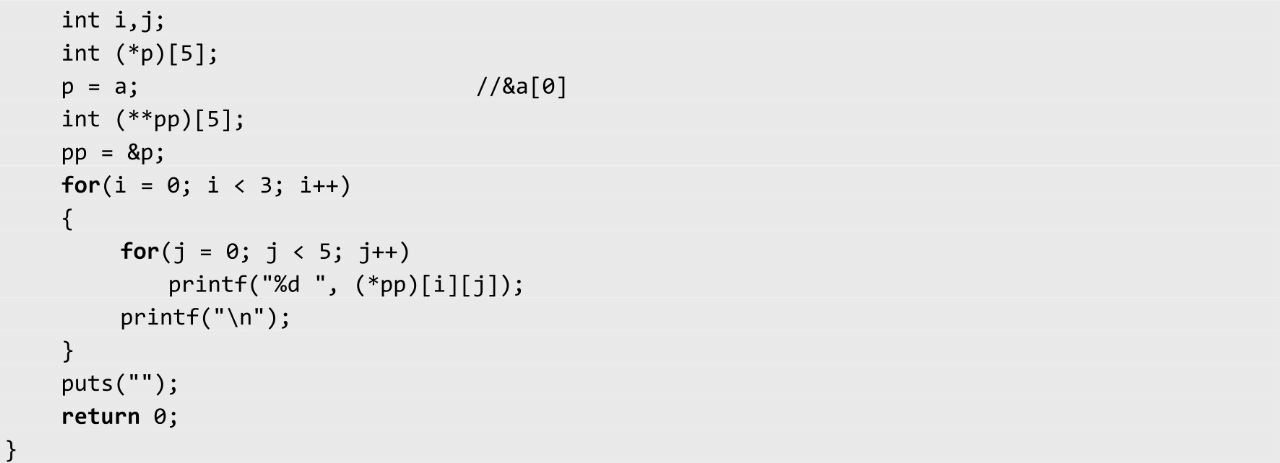 int i,j;
int (*p)[5];
p = a; //&a[0]
int (**pp)[5];
pp = &p;
for(i = 0; i < 3; i++)
{
for(j = 0; j < 5; j++)
printf("%d ", (*pp)[i][j]);
printf("\n");
}
puts("");
return 0;
}